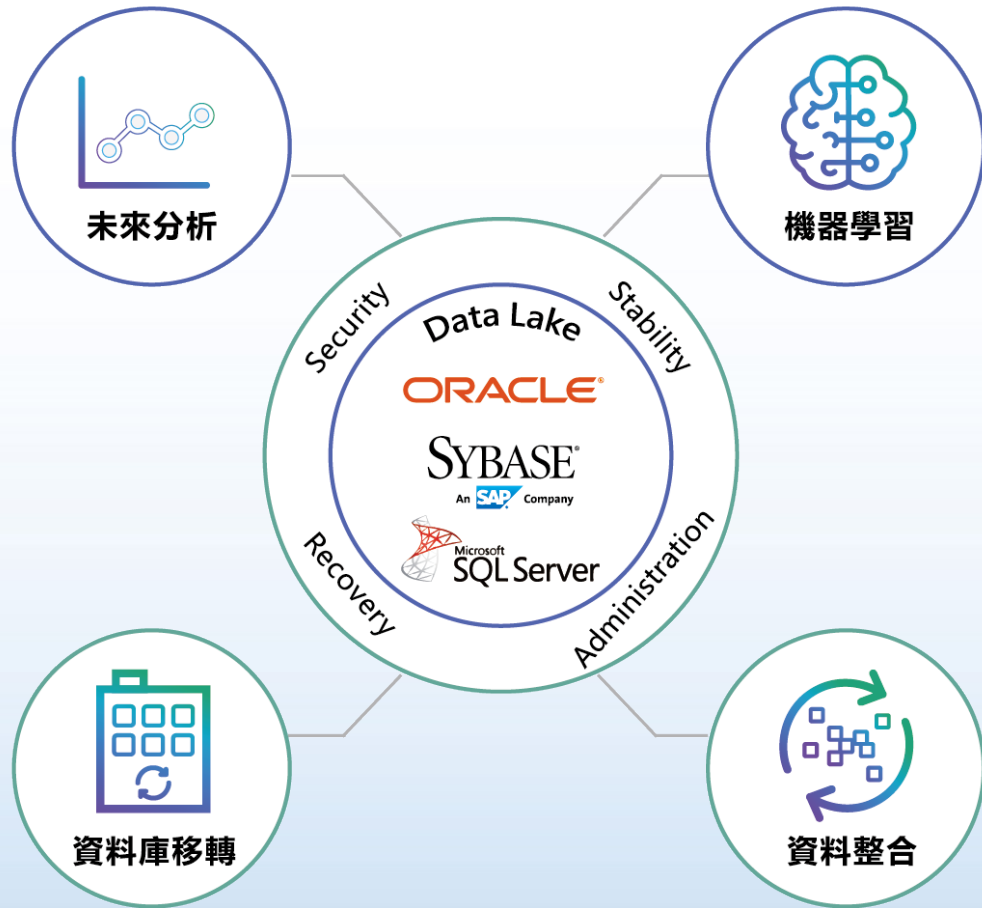 未來分析
機器學習
Security
Stability
Data Lake
ORACLE®
SYBASE®
An SAP Company
Microsoft
SQL Server
Recovery
Administration
資料庫移轉
資料整合